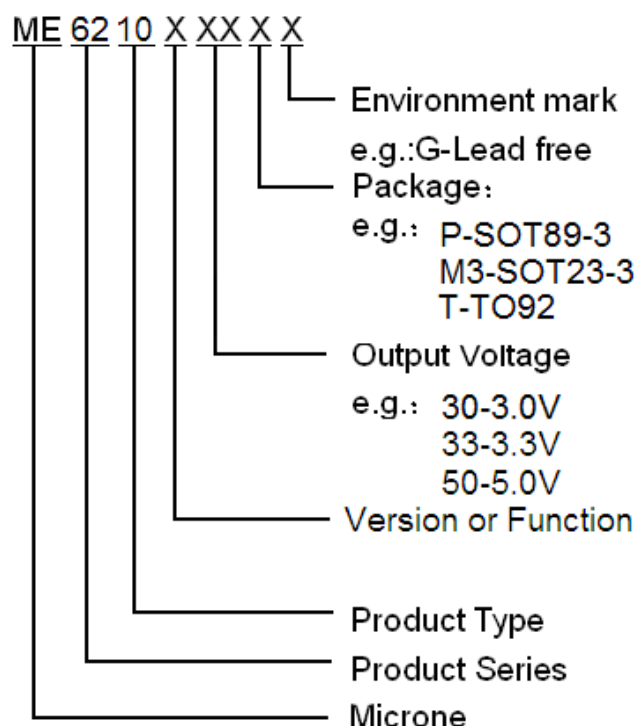 ME 62 10 X XX X X
Environment mark
e.g.:G-Lead free
Package：
e.g.： P-SOT89-3
M3-SOT23-3
T-TO92
Output Voltage
e.g.： 30-3.0V
33-3.3V
50-5.0V
Version or Function
Product Type
Product Series
Microne